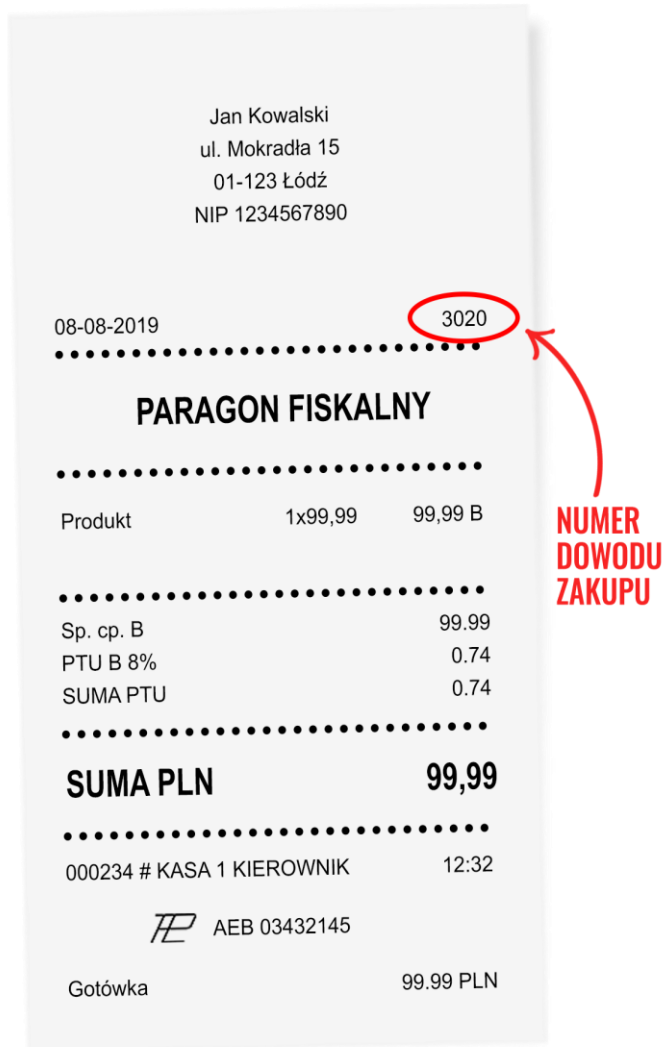 Jan Kowalski
ul. Mokradła 15
01-123 Łódź
NIP 1234567890
08-08-2019 3020
PARAGON FISKALNY
Produkt 1x99,99 99,99 B
NUMER
DOWODU
ZAKUPU
Sp. cp. B 99.99
PTU B 8% 0.74
SUMA PTU 0.74
SUMA PLN 99,99
000234 # KASA 1 KIEROWNIK 12:32
AEB 03432145
Gotówka 99.99 PLN